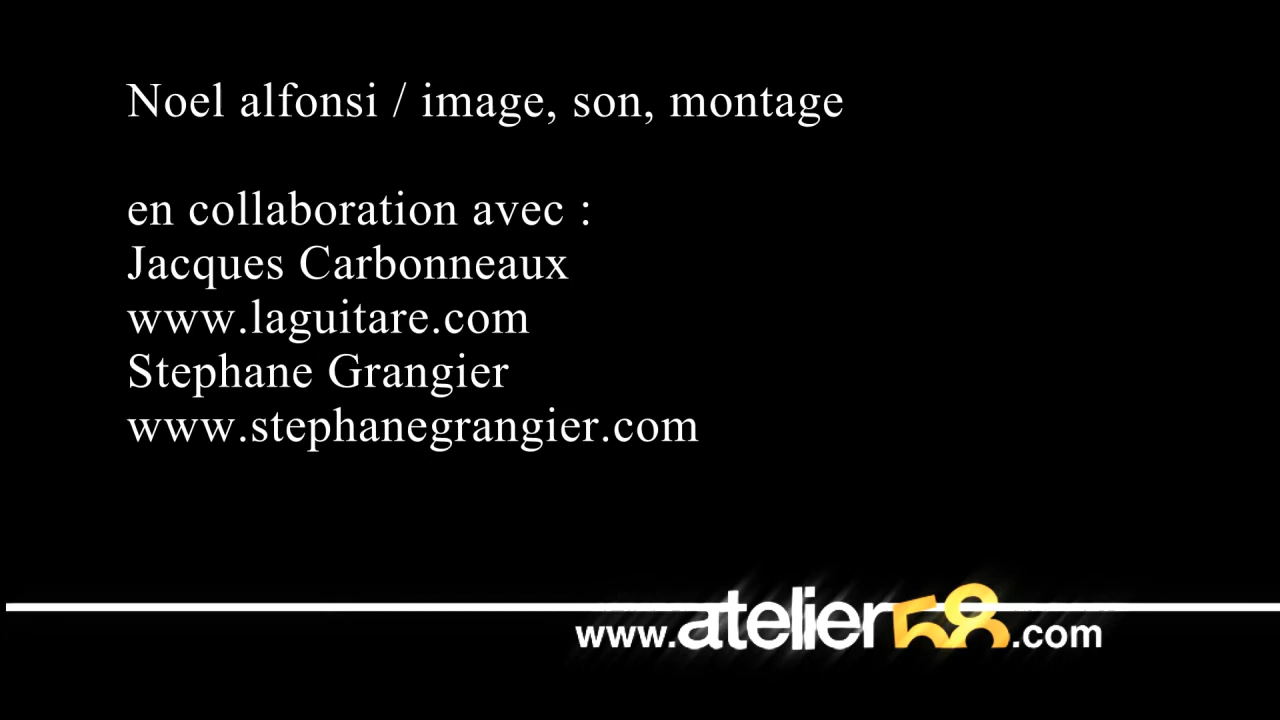 Noel alfonsi / image, son, montage
en collaboration avec :
Jacques Carbonneaux
www.laguitare.com
Stephane Grangier
www.stephanegrangier.com
www.atelier58.com